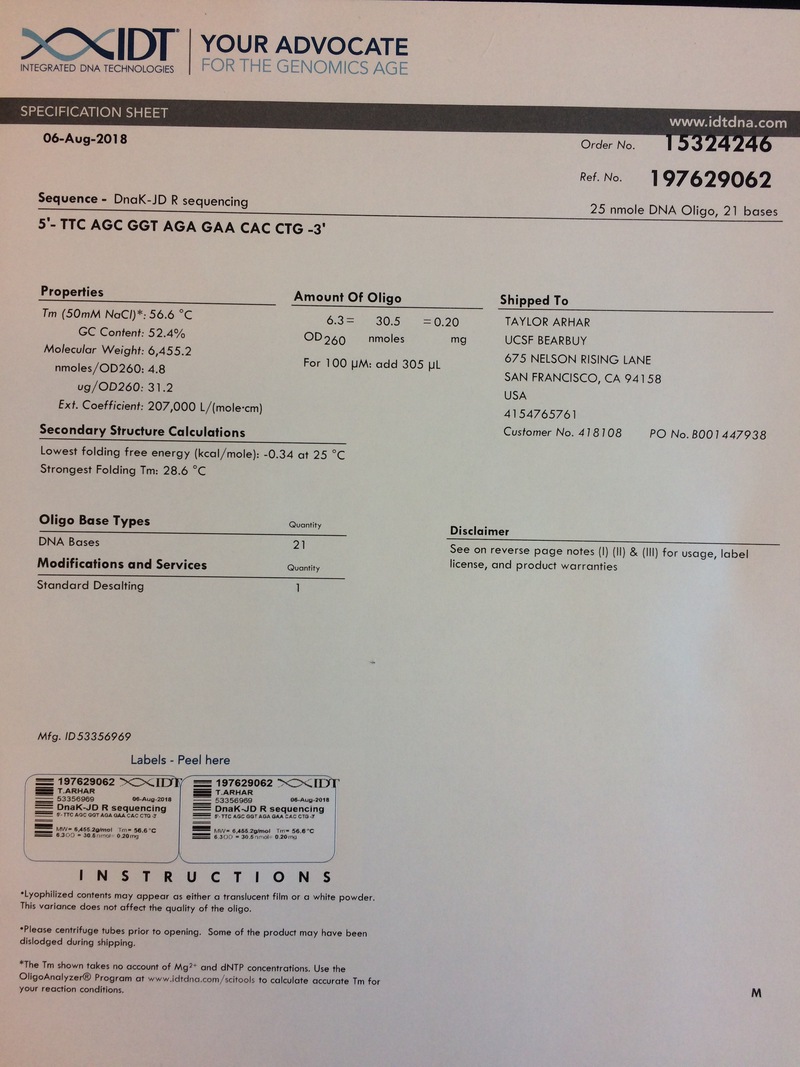 IDT
INTEGRATED DNA TECHNOLOGIES
YOUR ADVOCATE
FOR THE GENOMICS AGE
SPECIFICATION SHEET
www.idtdna.com
06-Aug-2018
Order No. 15324246
Ref. No. 197629062
Sequence - DnaK-JD R sequencing
25 nmole DNA Oligo, 21 bases
5'- TTC AGC GGT AGA GAA CAC CTG -3'
Properties
Tm (50mM NaCl)*: 56.6 °C
GC Content: 52.4%
Molecular Weight: 6,455.2
nmoles/OD260: 4.8
ug/OD260: 31.2
Ext. Coefficient: 207,000 L/(mole·cm)
Amount Of Oligo
6.3 = 30.5 = 0.20
OD260 nmoles mg
For 100 µM: add 305 µL
Shipped To
TAYLOR ARHAR
UCSF BEARBUY
675 NELSON RISING LANE
SAN FRANCISCO, CA 94158
USA
4154765761
Customer No. 418108 PO No. B001447938
Secondary Structure Calculations
Lowest folding free energy (kcal/mole): -0.34 at 25 °C
Strongest Folding Tm: 28.6 °C
Oligo Base Types Quantity
DNA Bases 21
Modifications and Services Quantity
Standard Desalting 1
Disclaimer
See on reverse page notes (I) (II) & (III) for usage, label
license, and product warranties
Mfg. ID 53356969
Labels - Peel here
197629062 IDT
T.ARHAR
53356969 06-Aug-2018
DnaK-JD R sequencing
5'- TTC AGC GGT AGA GAA CAC CTG -3'
MW= 6,455.2g/mol Tm= 56.6°C
6.3OD = 30.5nmol= 0.20mg
197629062 IDT
T.ARHAR
53356969 06-Aug-2018
DnaK-JD R sequencing
5'- TTC AGC GGT AGA GAA CAC CTG -3'
MW= 6,455.2g/mol Tm= 56.6°C
6.3OD = 30.5nmol= 0.20mg
INSTRUCTIONS
*Lyophilized contents may appear as either a translucent film or a white powder.
This variance does not affect the quality of the oligo.
*Please centrifuge tubes prior to opening. Some of the product may have been
dislodged during shipping.
*The Tm shown takes no account of Mg²⁺ and dNTP concentrations. Use the
OligoAnalyzer® Program at www.idtdna.com/scitools to calculate accurate Tm for
your reaction conditions.
M